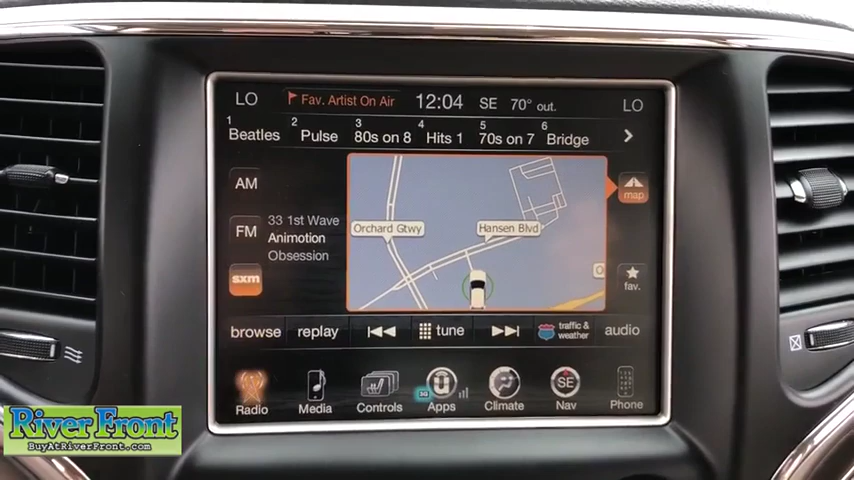 LO Fav. Artist On Air 12:04 SE 70° out. LO
1 Beatles 2 Pulse 3 80s on 8 4 Hits 1 5 70s on 7 6 Bridge
AM
map
Orchard Gtwy Hansen Blvd
FM
33 1st Wave
Animotion
Obsession
sxm
O
fav.
browse replay tune traffic & weather audio
Radio Media Controls 3G Apps Climate SE Nav Phone
River Front
BuyAtRiverFront.com